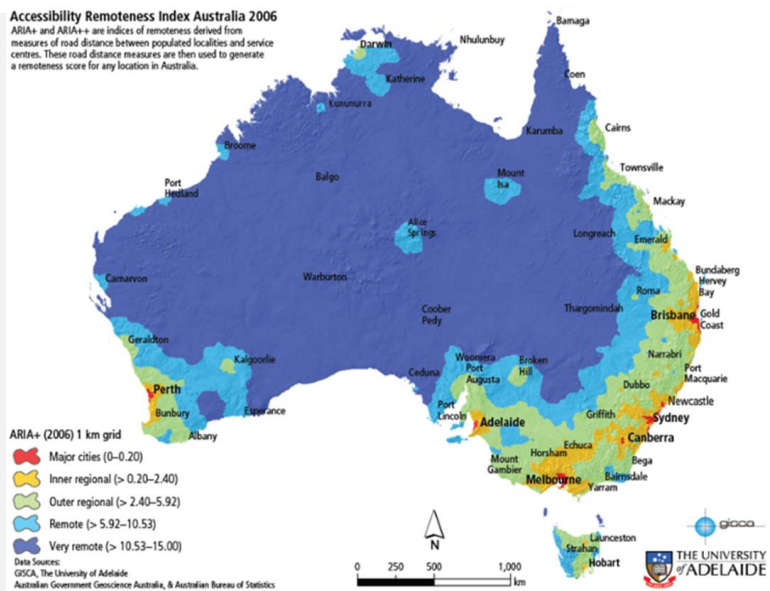 Accessibility Remoteness Index Australia 2006
ARIA+ and ARIA++ are indices of remoteness derived from
measures of road distance between populated localities and service
centres. These road distance measures are then used to generate
a remoteness score for any location in Australia.
Bamaga
Nhulunbuy
Darwin
Katherine
Coen
Kununurra
Karumba
Cairns
Broome
Townsville
Balgo
Mount
Isa
Port
Hedland
Mackay
Alice
Springs
Longreach
Emerald
Carnarvon
Warburton
Bundaberg
Hervey
Bay
Roma
Coober
Pedy
Thargomindah
Brisbane
Gold
Coast
Geraldton
Kalgoorlie
Woomera
Port
Augusta
Broken
Hill
Narrabri
Ceduna
Port
Macquarie
Dubbo
Perth
Newcastle
Bunbury
Esperance
Port
Lincoln
Griffith
Sydney
Adelaide
Albany
Canberra
Echuca
Horsham
Mount
Gambier
Bega
Melbourne
Bairnsdale
Yarram
ARIA+ (2006) 1 km grid
Major cities (0–0.20)
Inner regional (> 0.20–2.40)
Outer regional (> 2.40–5.92)
Remote (> 5.92–10.53)
Very remote (> 10.53–15.00)
Data Sources:
GISCA, The University of Adelaide
Australian Government Geoscience Australia, & Australian Bureau of Statistics
N
0 250 500 1,000
km
Launceston
Strahan
Hobart
gisca
THE UNIVERSITY
of ADELAIDE